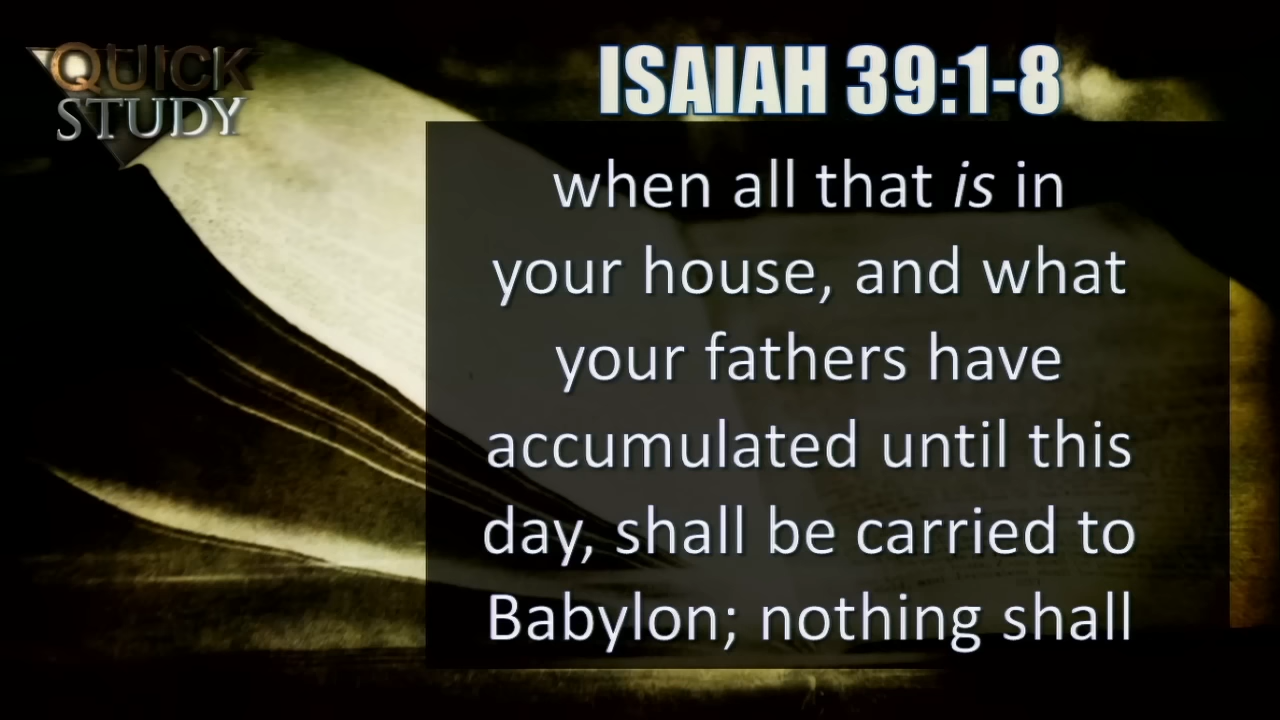 QUICK
STUDY
ISAIAH 39:1-8
when all that is in
your house, and what
your fathers have
accumulated until this
day, shall be carried to
Babylon; nothing shall